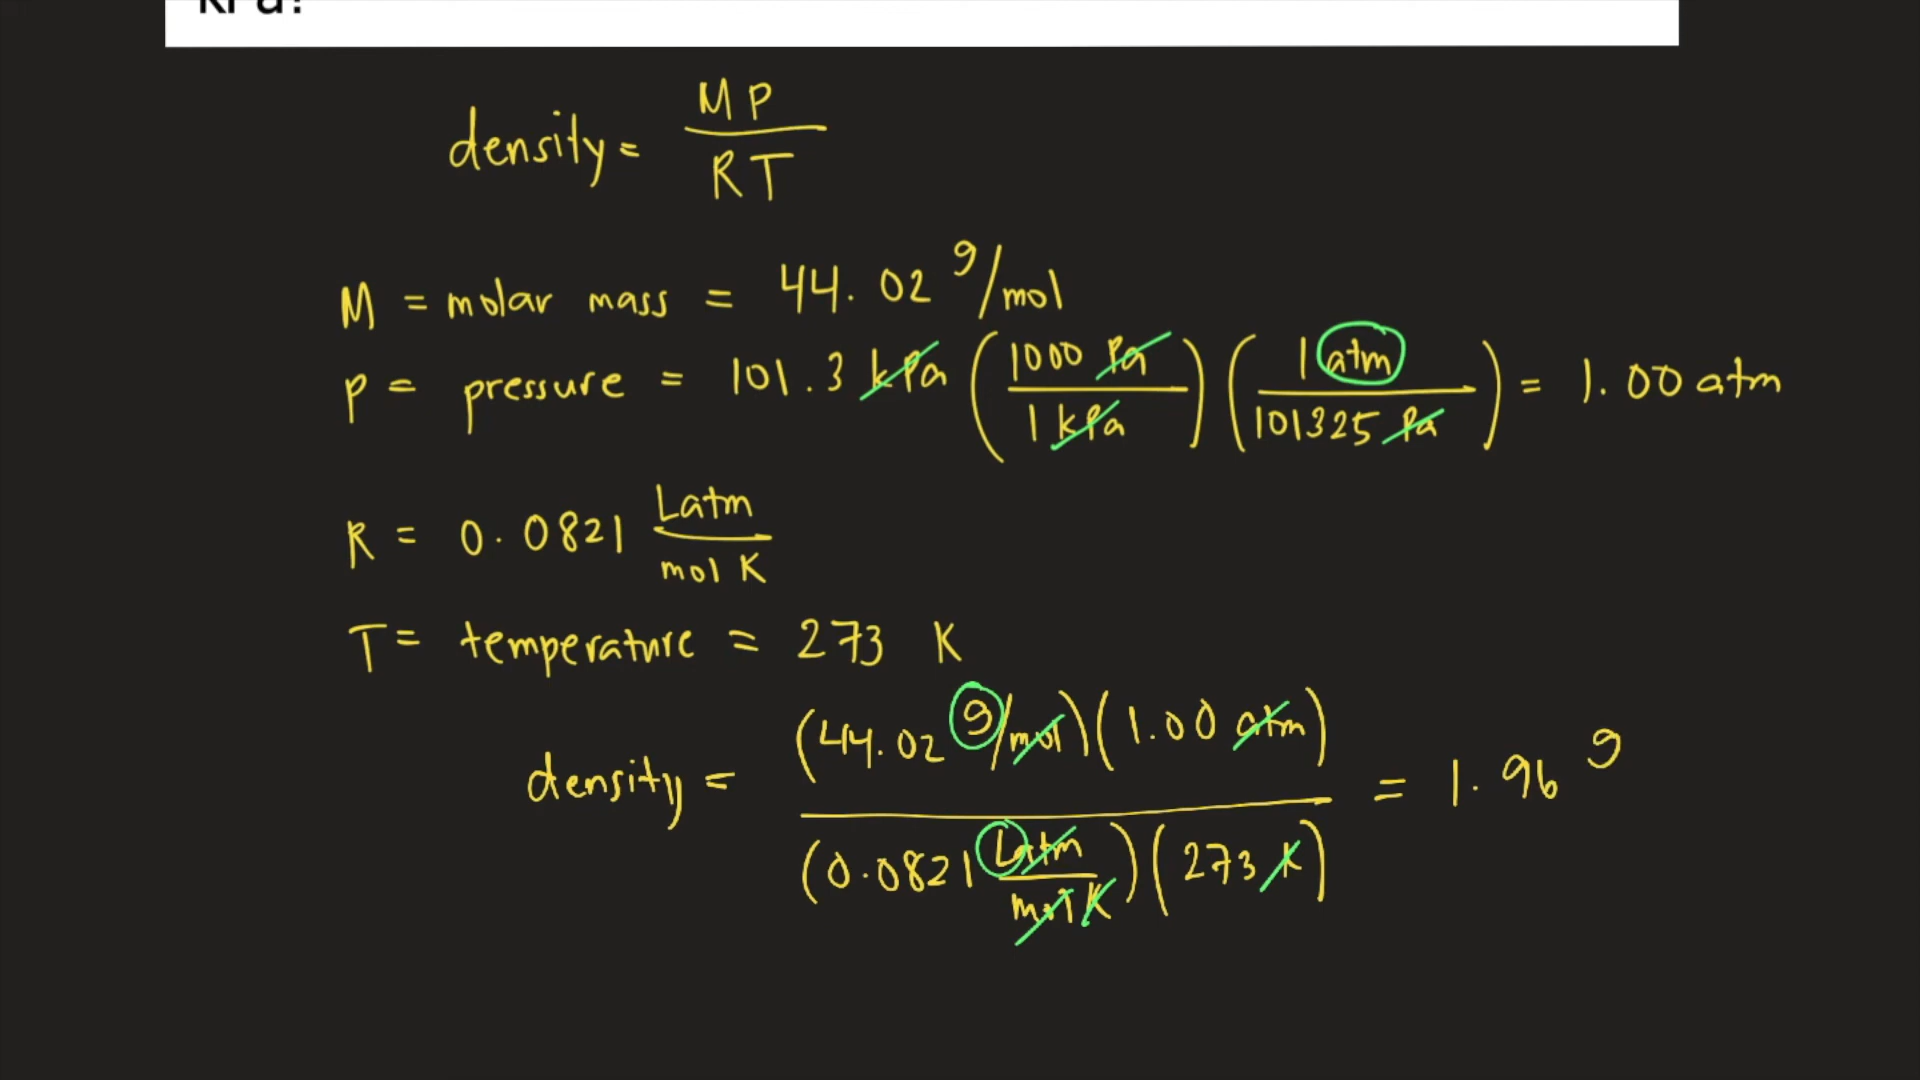 kPa?
density = MP / RT
M = molar mass = 44.02 g/mol
P = pressure = 101.3 kPa (1000 Pa / 1 kPa) (1 atm / 101325 Pa) = 1.00 atm
R = 0.0821 Latm / mol K
T = temperature = 273 K
density = (44.02 g/mol)(1.00 atm) / (0.0821 Latm / mol K)(273 K) = 1.96 g